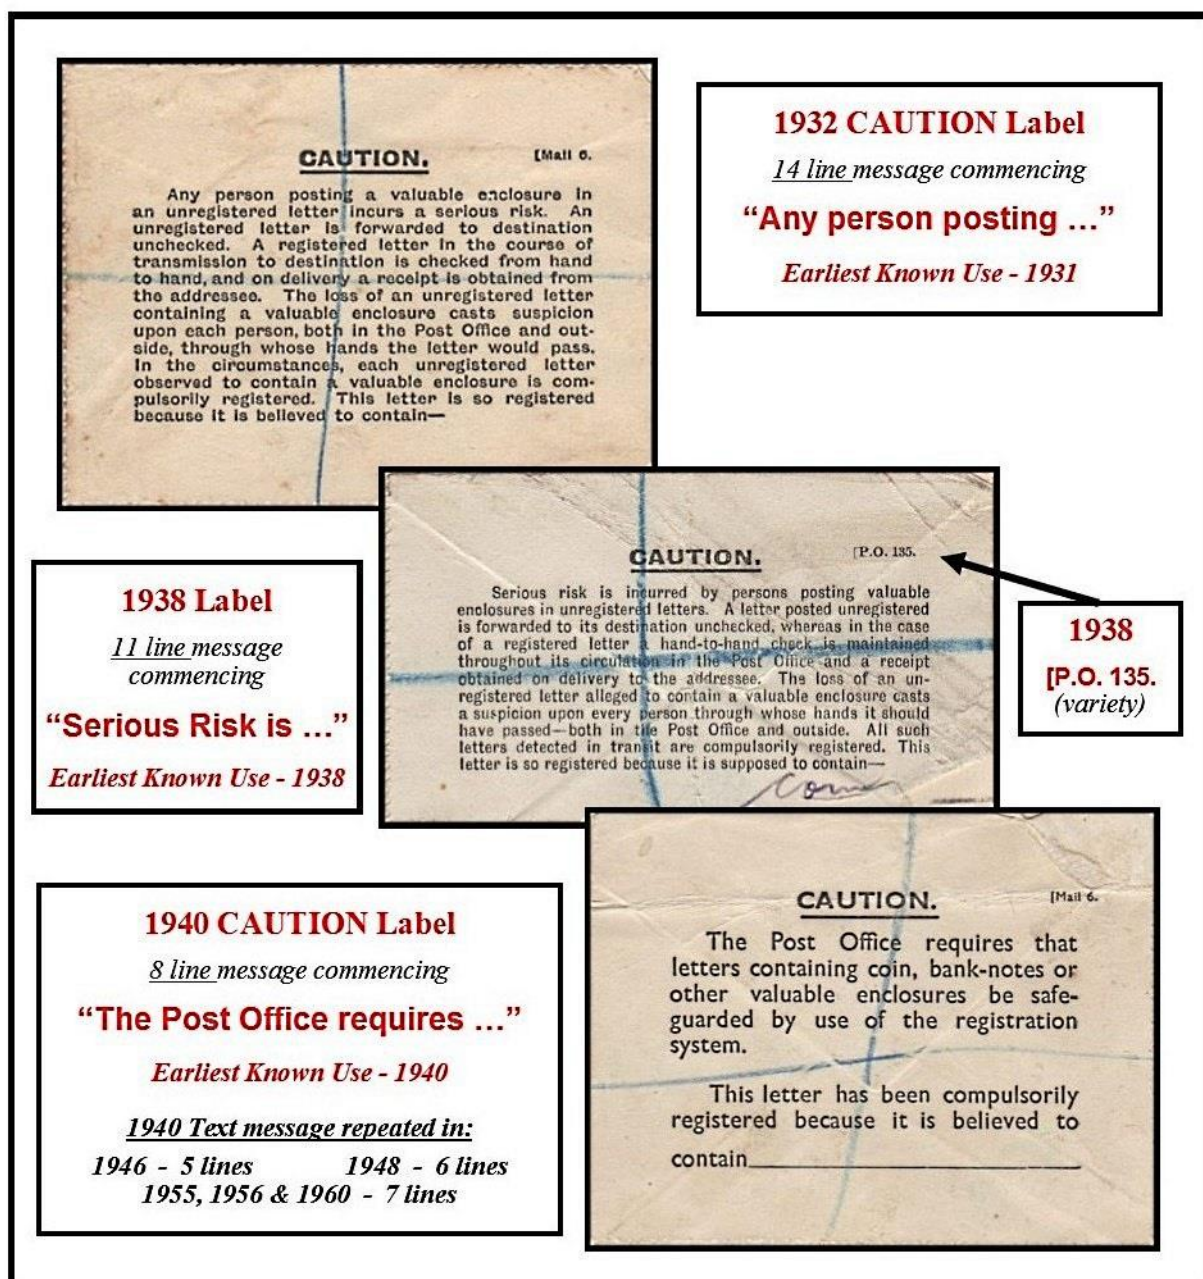 CAUTION. [Mail 6.
Any person posting a valuable enclosure in
an unregistered letter incurs a serious risk. An
unregistered letter is forwarded to destination
unchecked. A registered letter in the course of
transmission to destination is checked from hand
to hand, and on delivery a receipt is obtained from
the addressee. The loss of an unregistered letter
containing a valuable enclosure casts suspicion
upon each person, both in the Post Office and out-
side, through whose hands the letter would pass.
In the circumstances, each unregistered letter
observed to contain a valuable enclosure is com-
pulsorily registered. This letter is so registered
because it is believed to contain—
1932 CAUTION Label
14 line message commencing
“Any person posting ...”
Earliest Known Use - 1931
1938 Label
11 line message
commencing
“Serious Risk is ...”
Earliest Known Use - 1938
CAUTION. [P.O. 135.
Serious risk is incurred by persons posting valuable
enclosures in unregistered letters. A letter posted unregistered
is forwarded to its destination unchecked, whereas in the case
of a registered letter a hand-to-hand check is maintained
throughout its circulation in the Post Office and a receipt
obtained on delivery to the addressee. The loss of an un-
registered letter alleged to contain a valuable enclosure casts
a suspicion upon every person through whose hands it should
have passed—both in the Post Office and outside. All such
letters detected in transit are compulsorily registered. This
letter is so registered because it is supposed to contain—
1938
[P.O. 135.
(variety)
1940 CAUTION Label
8 line message commencing
“The Post Office requires ...”
Earliest Known Use - 1940
1940 Text message repeated in:
1946 - 5 lines 1948 - 6 lines
1955, 1956 & 1960 - 7 lines
CAUTION. [Mail 6.
The Post Office requires that
letters containing coin, bank-notes or
other valuable enclosures be safe-
guarded by use of the registration
system.
This letter has been compulsorily
registered because it is believed to
contain